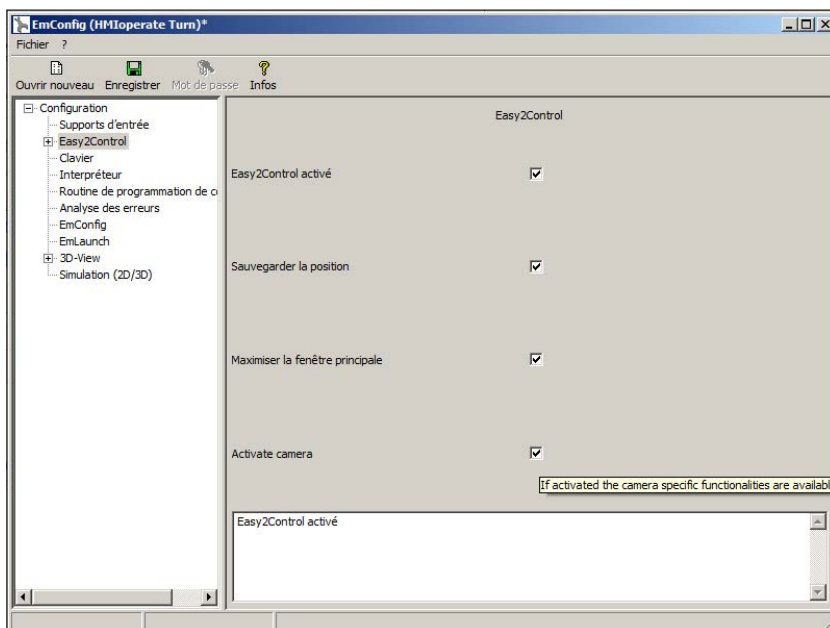 EmConfig (HMIoperate Turn)*
Fichier ?
Ouvrir nouveau Enregistrer Mot de passe Infos
Configuration
Supports d'entrée
Easy2Control
Clavier
Interpréteur
Routine de programmation de c
Analyse des erreurs
EmConfig
EmLaunch
3D-View
Simulation (2D/3D)
Easy2Control
Easy2Control activé
Sauvegarder la position
Maximiser la fenêtre principale
Activate camera
If activated the camera specific functionalities are availabl
Easy2Control activé